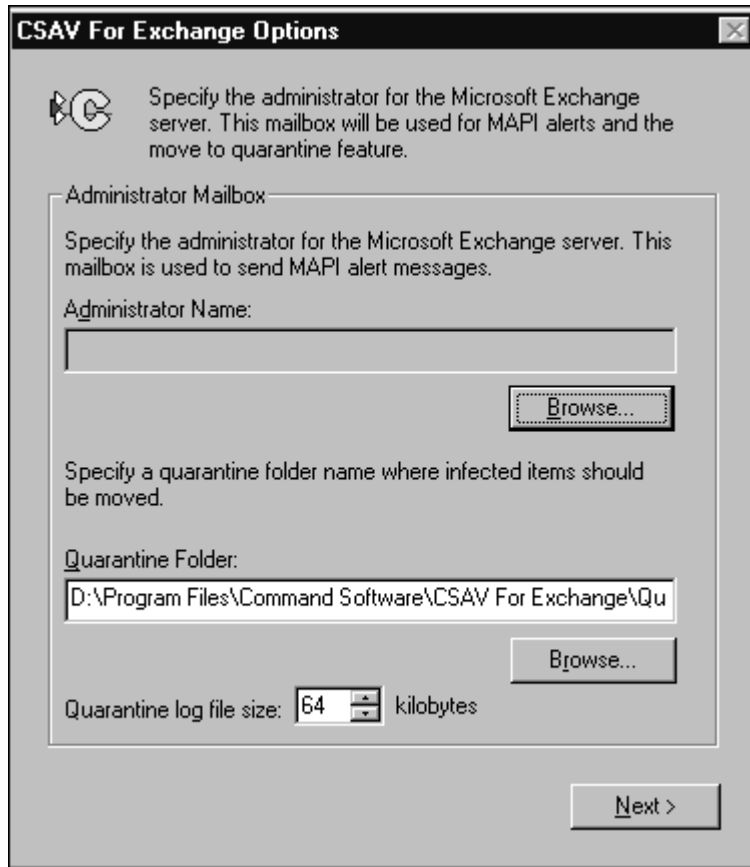 CSAV For Exchange Options
Specify the administrator for the Microsoft Exchange
server. This mailbox will be used for MAPI alerts and the
move to quarantine feature.
Administrator Mailbox
Specify the administrator for the Microsoft Exchange server. This
mailbox is used to send MAPI alert messages.
Administrator Name:
Browse...
Specify a quarantine folder name where infected items should
be moved.
Quarantine Folder:
D:\Program Files\Command Software\CSAV For Exchange\Qu
Browse...
Quarantine log file size: 64 kilobytes
Next >